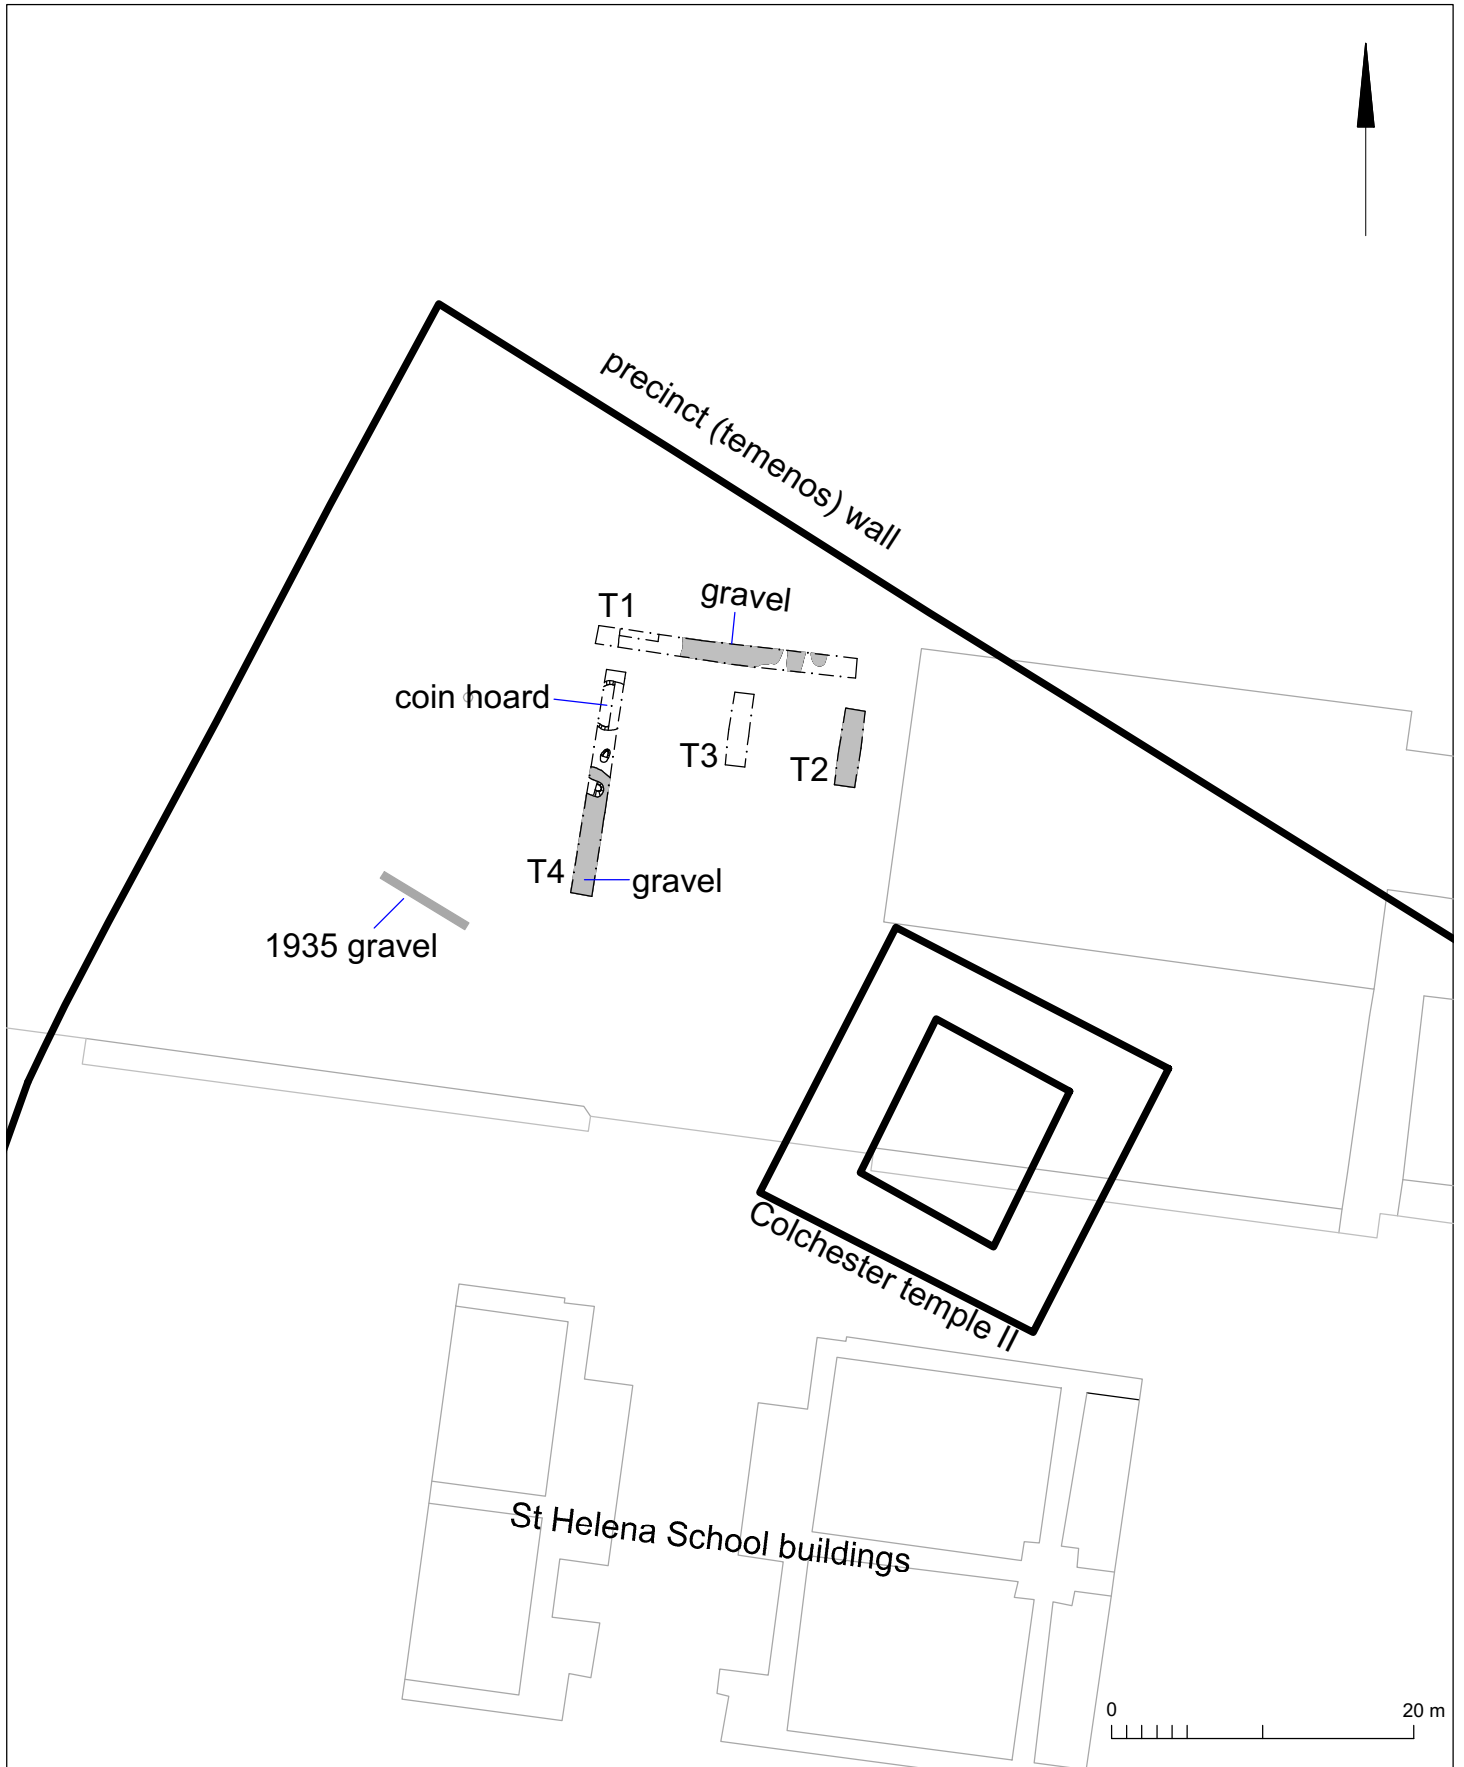 precinct (temenos) wall
T1
gravel
coin hoard
T3
T2
T4
gravel
1935 gravel
Colchester temple II
St Helena School buildings
0
20 m